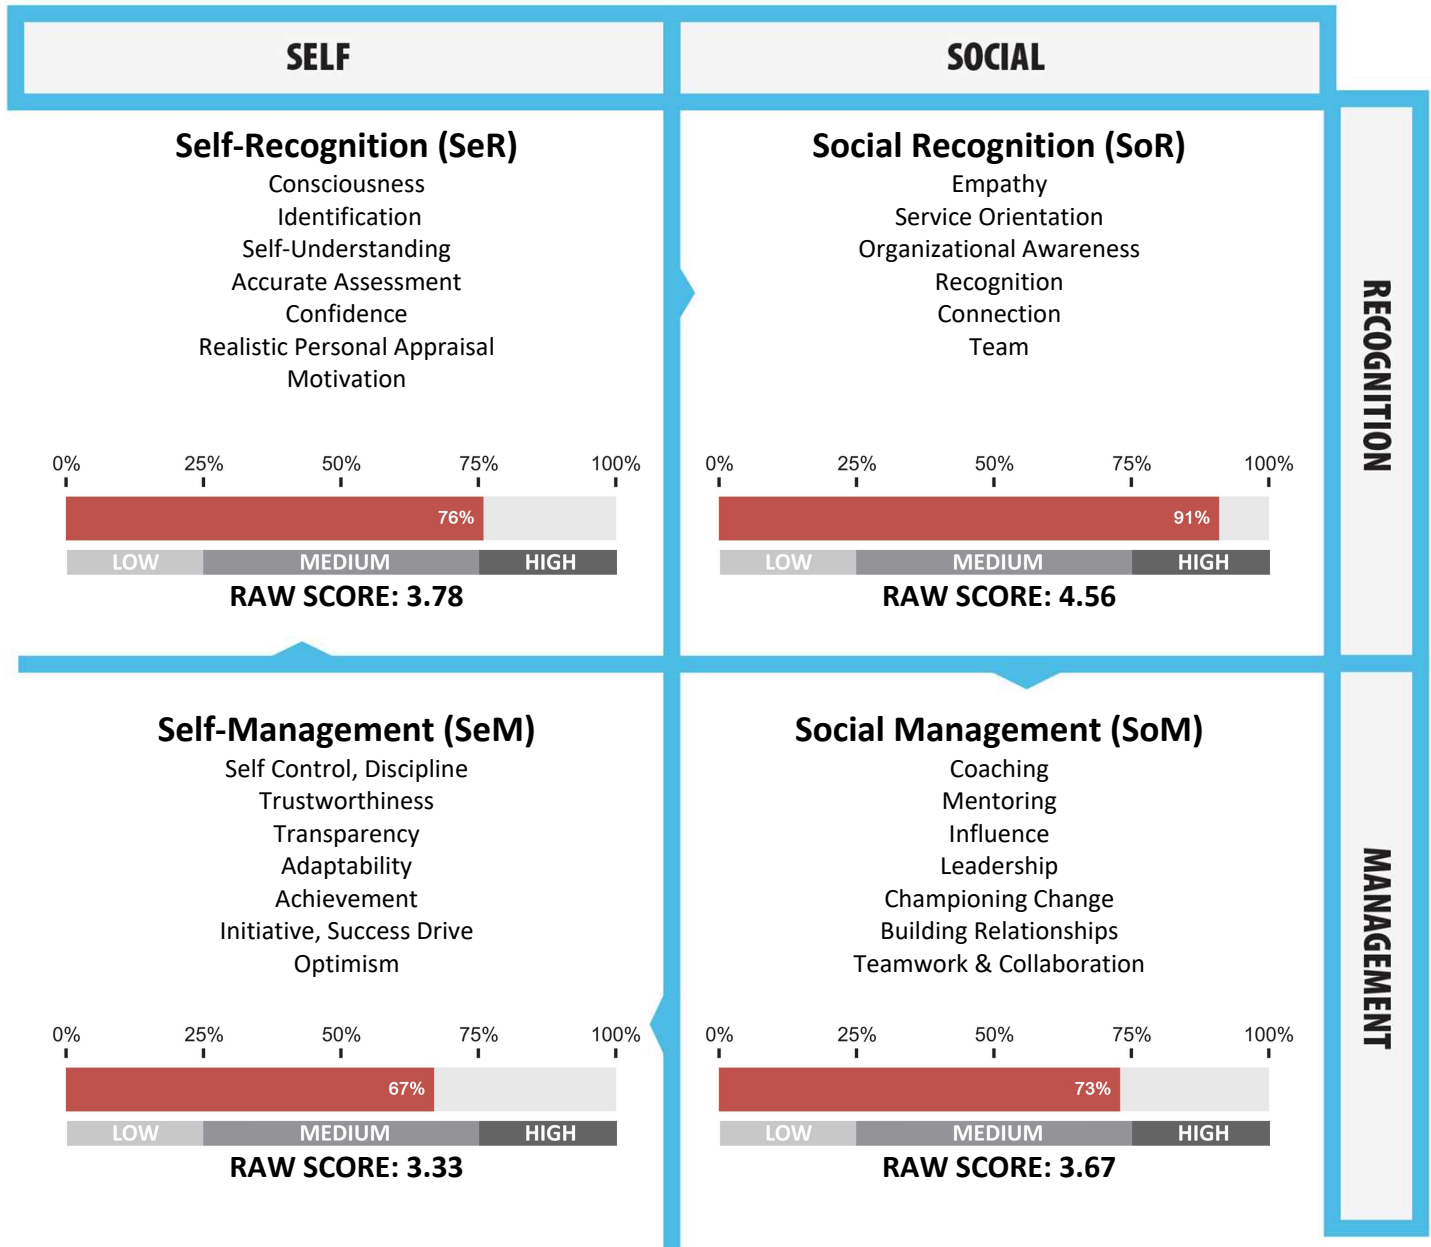 SELF
SOCIAL
RECOGNITION
MANAGEMENT
Self-Recognition (SeR)
Consciousness
Identification
Self-Understanding
Accurate Assessment
Confidence
Realistic Personal Appraisal
Motivation
0% 25% 50% 75% 100%
76%
LOW MEDIUM HIGH
RAW SCORE: 3.78
Social Recognition (SoR)
Empathy
Service Orientation
Organizational Awareness
Recognition
Connection
Team
0% 25% 50% 75% 100%
91%
LOW MEDIUM HIGH
RAW SCORE: 4.56
Self-Management (SeM)
Self Control, Discipline
Trustworthiness
Transparency
Adaptability
Achievement
Initiative, Success Drive
Optimism
0% 25% 50% 75% 100%
67%
LOW MEDIUM HIGH
RAW SCORE: 3.33
Social Management (SoM)
Coaching
Mentoring
Influence
Leadership
Championing Change
Building Relationships
Teamwork & Collaboration
0% 25% 50% 75% 100%
73%
LOW MEDIUM HIGH
RAW SCORE: 3.67